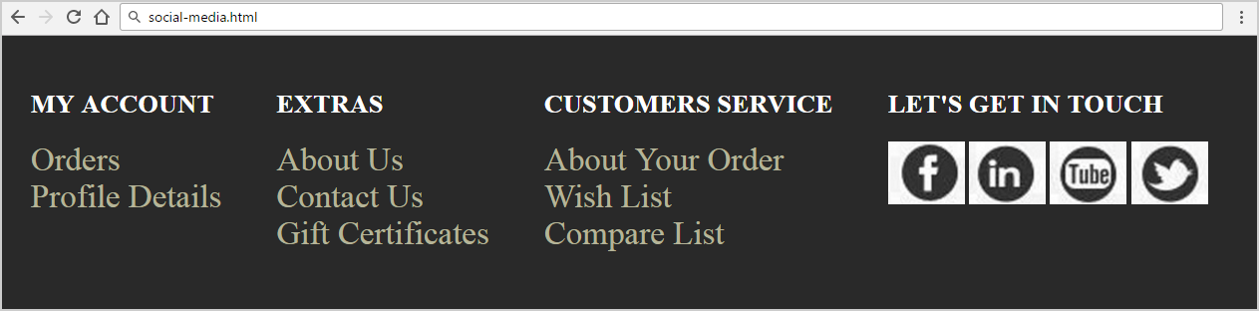 social-media.html
MY ACCOUNT
Orders
Profile Details
EXTRAS
About Us
Contact Us
Gift Certificates
CUSTOMERS SERVICE
About Your Order
Wish List
Compare List
LET'S GET IN TOUCH
f
in
Tube